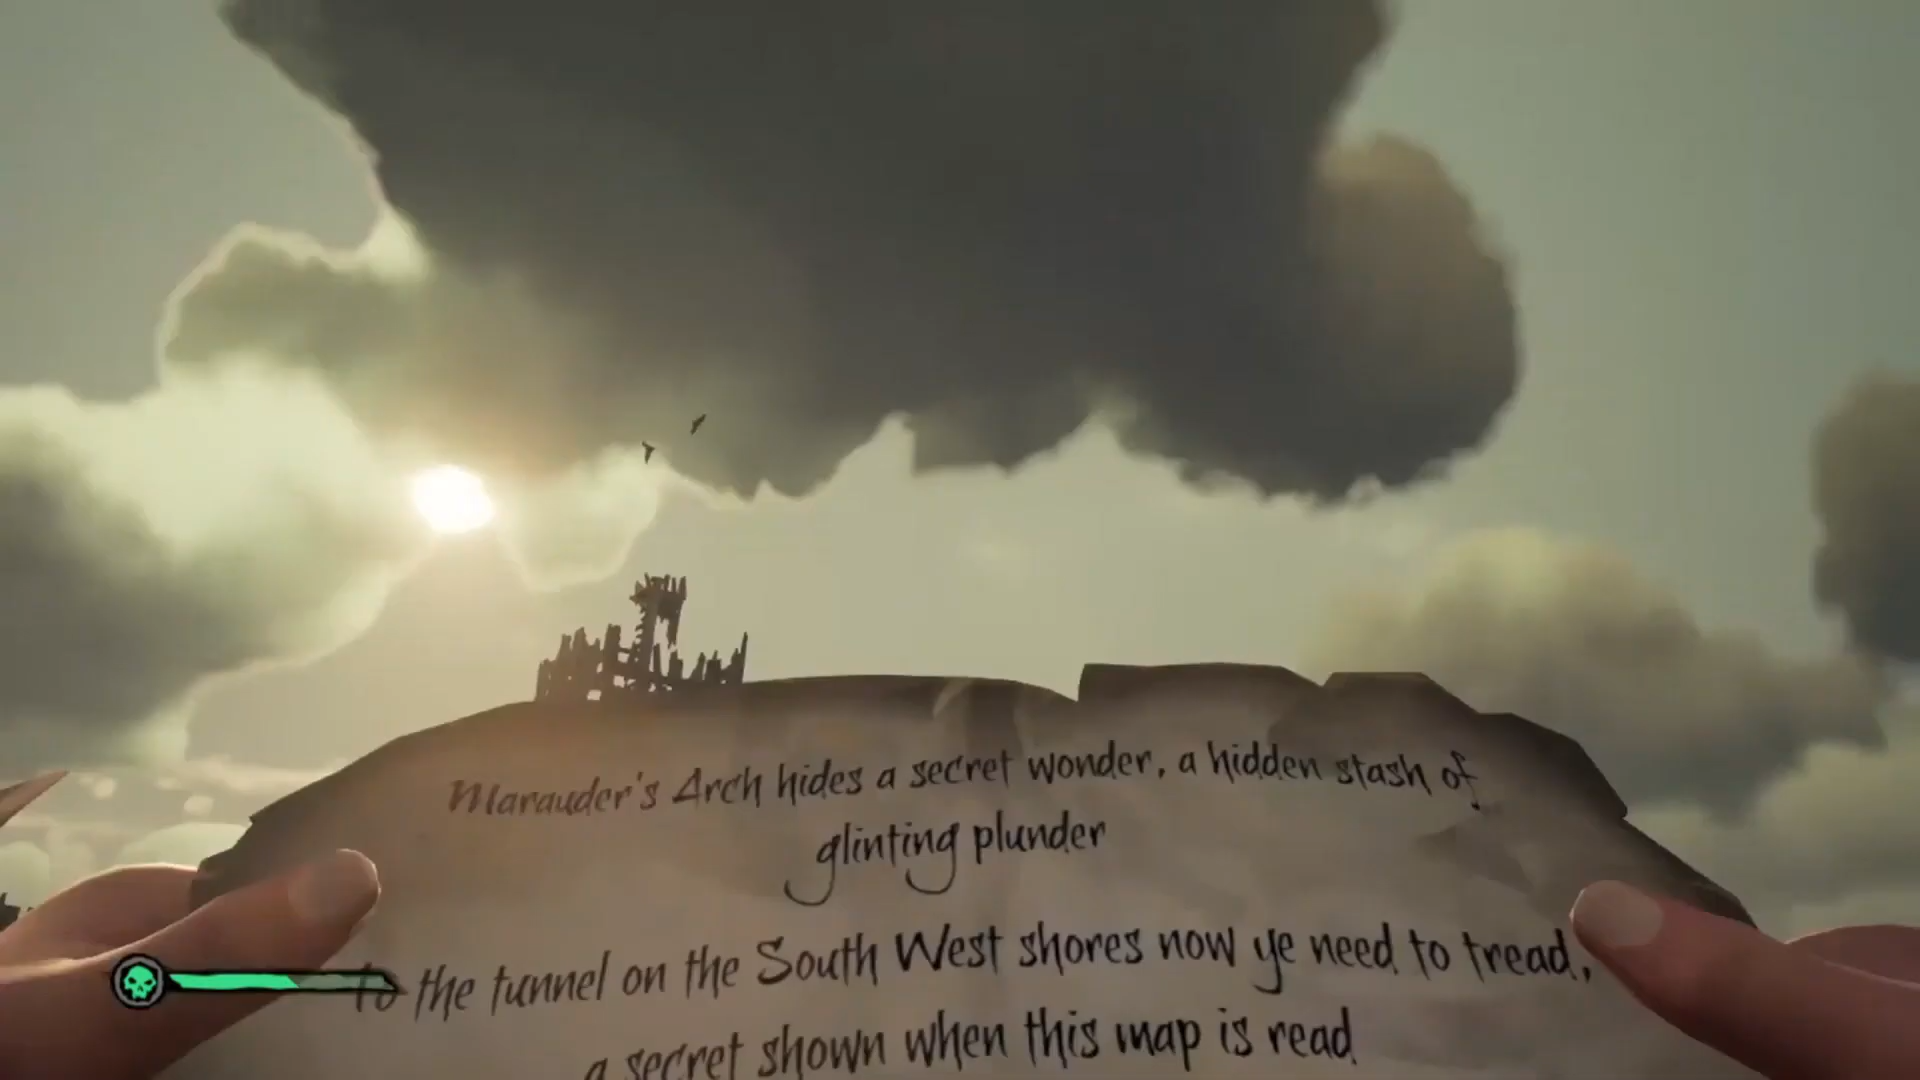 Marauder's Arch hides a secret wonder, a hidden stash of
glinting plunder
To the tunnel on the South West shores now ye need to tread,
a secret shown when this map is read